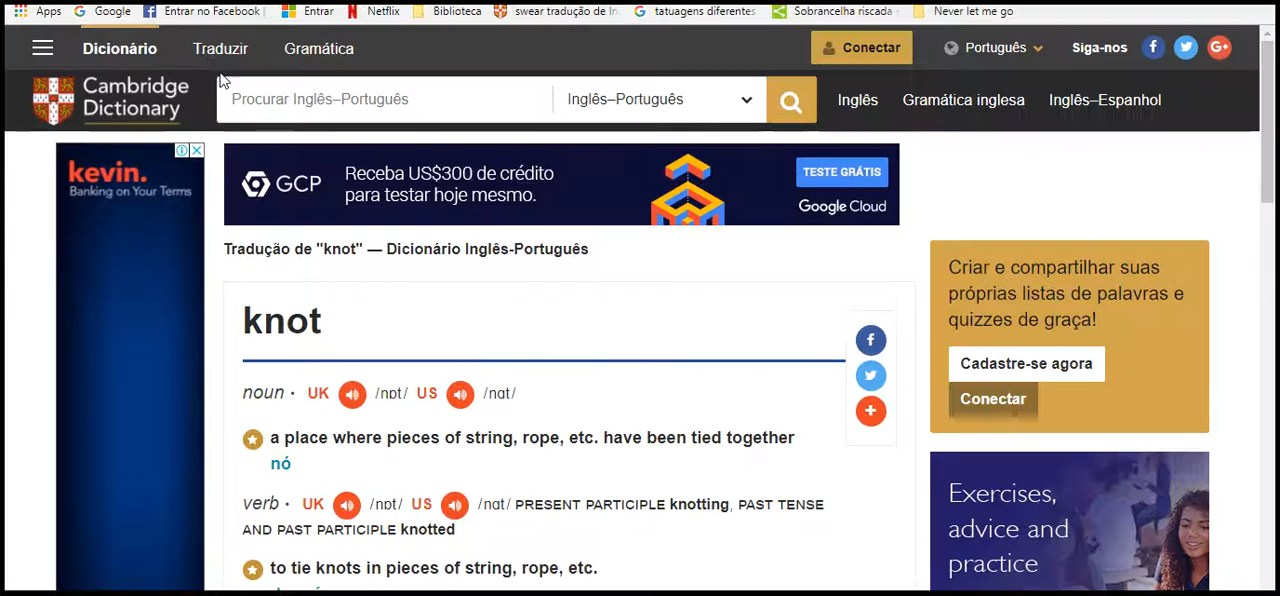 Apps Google Entrar no Facebook Entrar Netflix Biblioteca swear tradução de In tatuagens diferentes Sobrancelha riscada Never let me go
Dicionário Traduzir Gramática Conectar Português Siga-nos
Cambridge
Dictionary
Procurar Inglês–Português Inglês–Português Inglês Gramática inglesa Inglês–Espanhol
kevin.
Banking on Your Terms
GCP
Receba US$300 de crédito
para testar hoje mesmo.
TESTE GRÁTIS
Google Cloud
Tradução de "knot" — Dicionário Inglês-Português
knot
noun · UK /nɒt/ US /nɑt/
a place where pieces of string, rope, etc. have been tied together
nó
verb · UK /nɒt/ US /nɑt/ PRESENT PARTICIPLE knotting, PAST TENSE
AND PAST PARTICIPLE knotted
to tie knots in pieces of string, rope, etc.
Criar e compartilhar suas
próprias listas de palavras e
quizzes de graça!
Cadastre-se agora
Conectar
Exercises,
advice and
practice